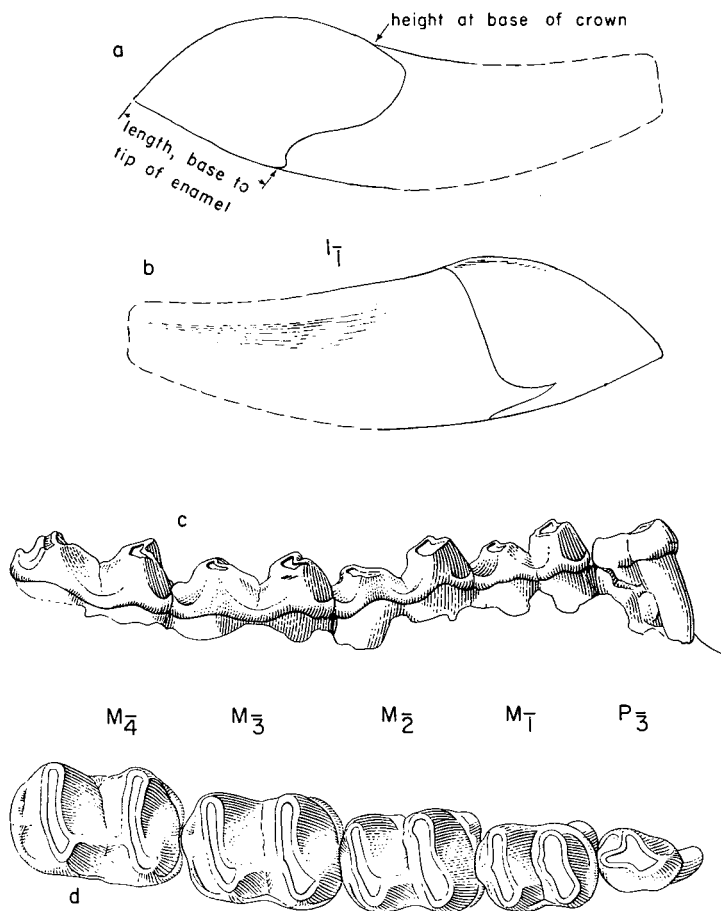 height at base of crown
a
length, base to
tip of enamel
I1̅
b
c
M4̅ M3̅ M2̅ M1̅ P3̅
d